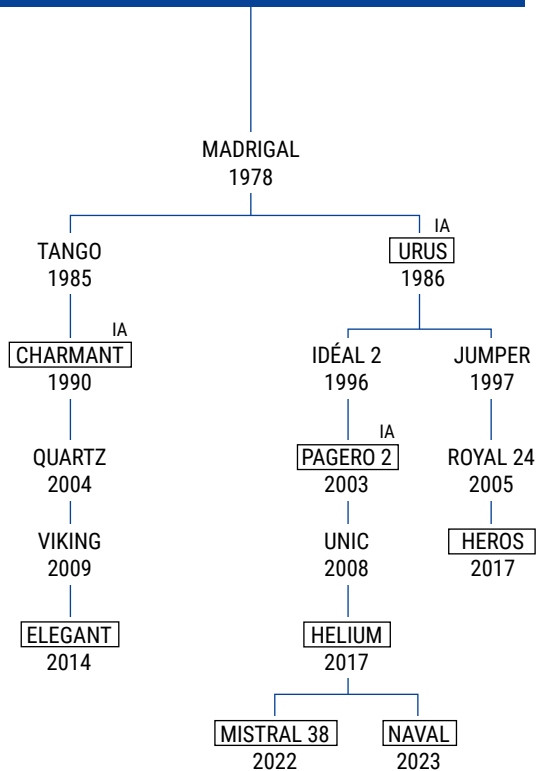 MADRIGAL
1978
IA
TANGO
URUS
1985
1986
IA
CHARMANT
IDÉAL 2
JUMPER
1990
1996
1997
IA
QUARTZ
PAGERO 2
ROYAL 24
2004
2003
2005
VIKING
UNIC
HEROS
2009
2008
2017
ELEGANT
HELIUM
2014
2017
MISTRAL 38
NAVAL
2022
2023